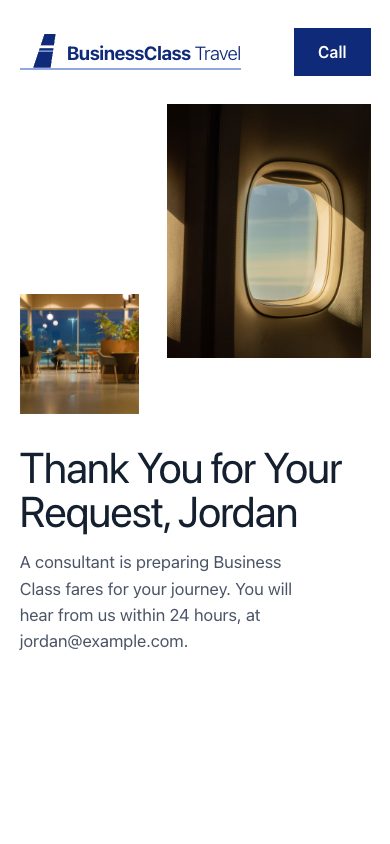 BusinessClass Travel
Call
Thank You for Your
Request, Jordan
A consultant is preparing Business
Class fares for your journey. You will
hear from us within 24 hours, at
jordan@example.com.